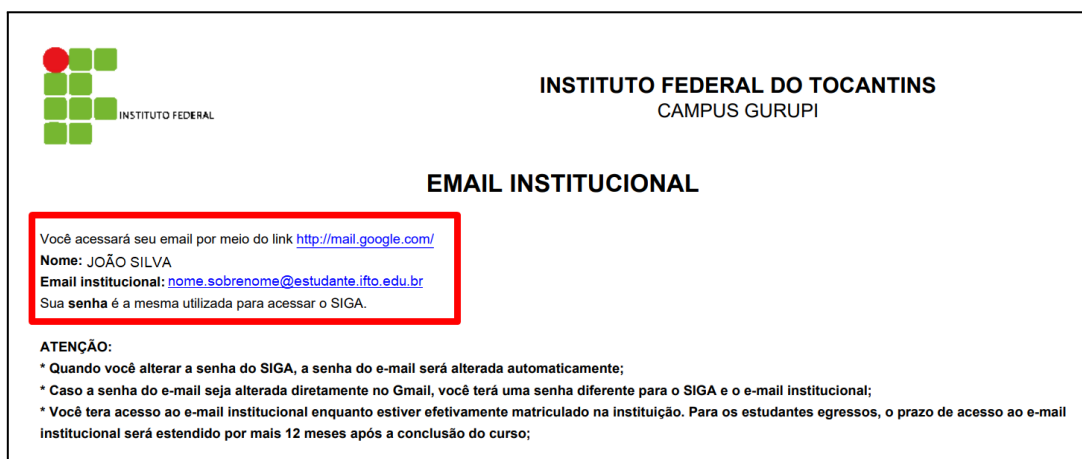 INSTITUTO FEDERAL
INSTITUTO FEDERAL DO TOCANTINS
CAMPUS GURUPI
EMAIL INSTITUCIONAL
Você acessará seu email por meio do link http://mail.google.com/
Nome: JOÃO SILVA
Email institucional: nome.sobrenome@estudante.ifto.edu.br
Sua senha é a mesma utilizada para acessar o SIGA.
ATENÇÃO:
* Quando você alterar a senha do SIGA, a senha do e-mail será alterada automaticamente;
* Caso a senha do e-mail seja alterada diretamente no Gmail, você terá uma senha diferente para o SIGA e o e-mail institucional;
* Você tera acesso ao e-mail institucional enquanto estiver efetivamente matriculado na instituição. Para os estudantes egressos, o prazo de acesso ao e-mail
institucional será estendido por mais 12 meses após a conclusão do curso;